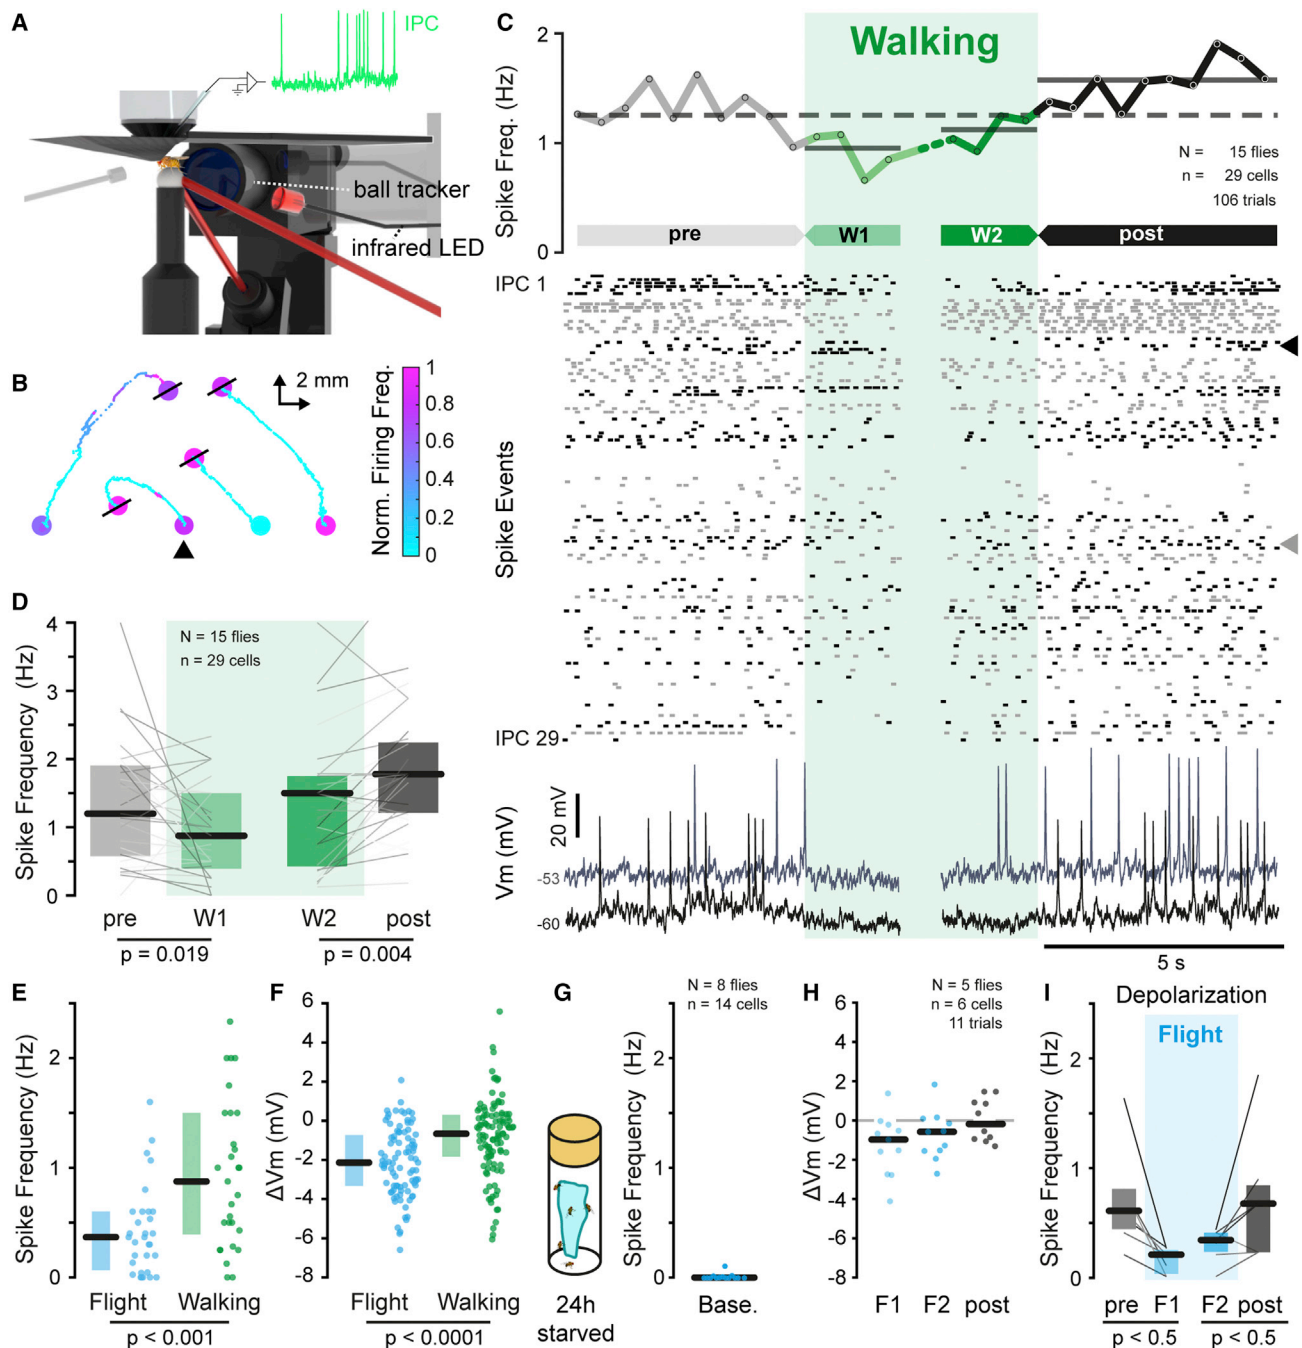 A
IPC
ball tracker
infrared LED
B
2 mm
Norm. Firing Freq.
1
0.8
0.6
0.4
0.2
0
C
Walking
Spike Freq. (Hz)
2
1
0
N = 15 flies
n = 29 cells
106 trials
pre
W1
W2
post
IPC 1
Spike Events
IPC 29
20 mV
Vm (mV)
-53
-60
5 s
D
N = 15 flies
n = 29 cells
Spike Frequency (Hz)
4
3
2
1
0
pre
W1
W2
post
p = 0.019
p = 0.004
E
Spike Frequency (Hz)
2
1
0
Flight
Walking
p < 0.001
F
ΔVm (mV)
6
4
2
0
-2
-4
-6
-8
Flight
Walking
p < 0.0001
G
N = 8 flies
n = 14 cells
24h
starved
Spike Frequency (Hz)
2
1
0
Base.
H
N = 5 flies
n = 6 cells
11 trials
ΔVm (mV)
6
4
2
0
-2
-4
-6
-8
F1
F2
post
I
Depolarization
Flight
Spike Frequency (Hz)
2
1
0
pre
F1
F2
post
p < 0.5
p < 0.5